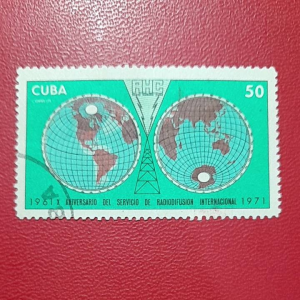 CUBA
RHC
50
1961 X ANIVERSARIO DEL SERVICIO DE RADIODIFUSION INTERNACIONAL 1971